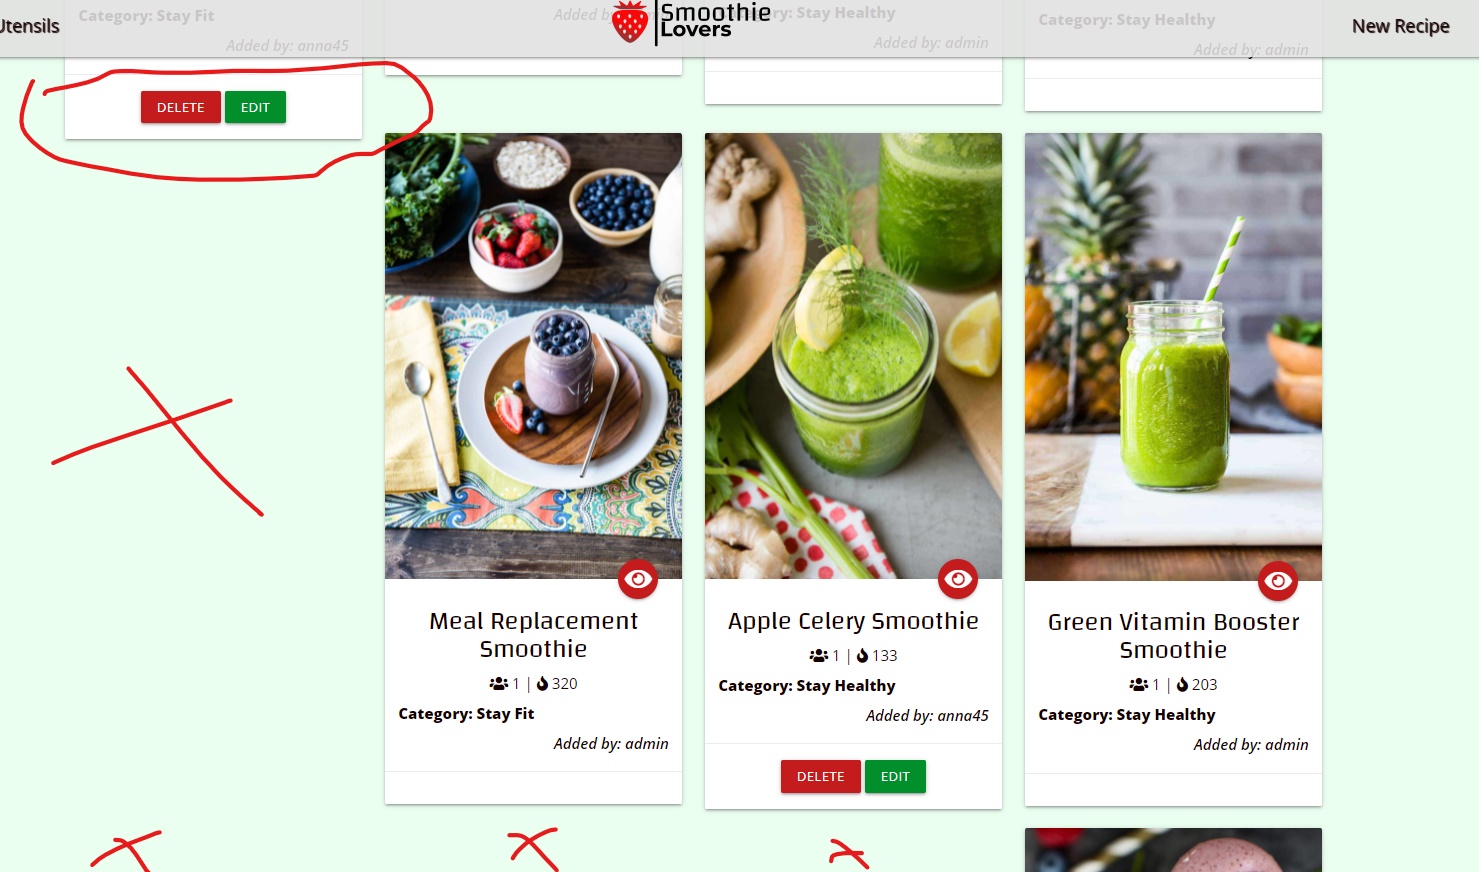 Utensils
Smoothie
Lovers
New Recipe
Category: Stay Fit
Added by: anna45
DELETE EDIT
Added by:
Stay Healthy
Added by: admin
Category: Stay Healthy
Added by: admin
Meal Replacement
Smoothie
1 | 320
Category: Stay Fit
Added by: admin
Apple Celery Smoothie
1 | 133
Category: Stay Healthy
Added by: anna45
DELETE EDIT
Green Vitamin Booster
Smoothie
1 | 203
Category: Stay Healthy
Added by: admin